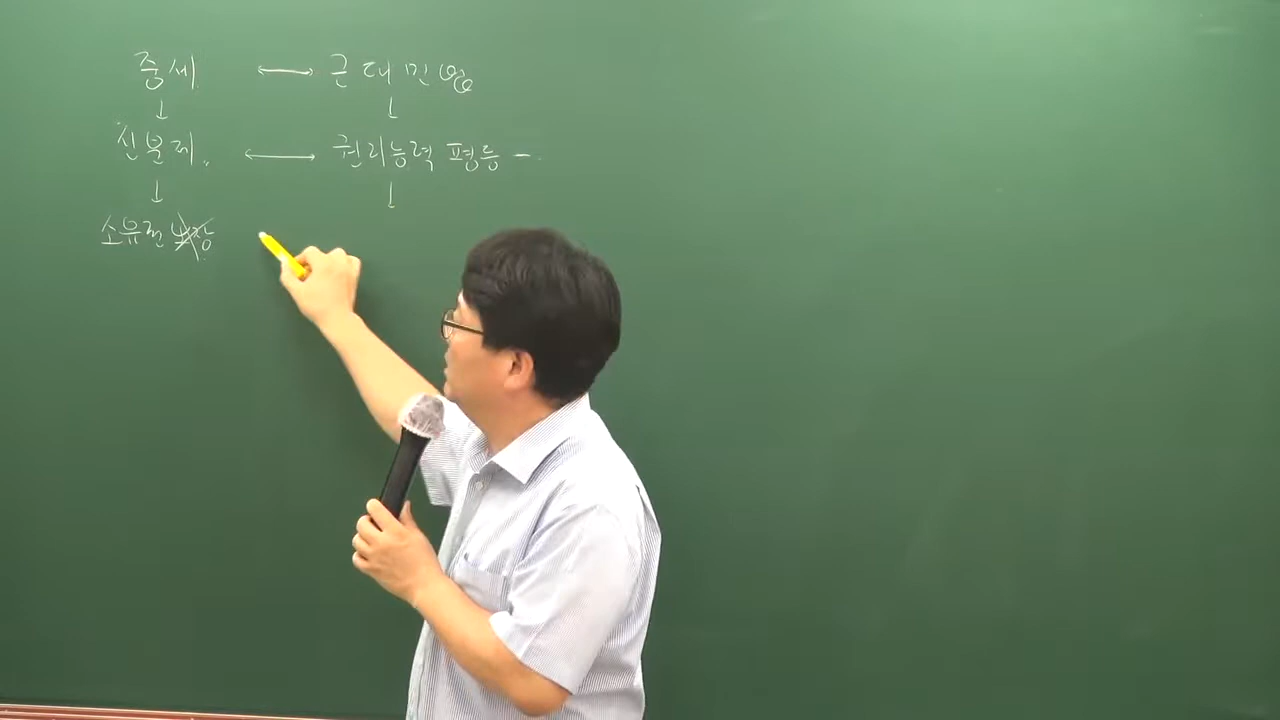 중세 ↔ 근대민법
↓ ↓
신분제 ↔ 권리능력 평등 -
↓ ↓
소유권 보장